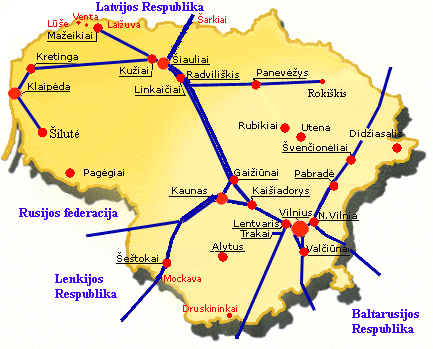 Latvijos Respublika
Šarkiai
Venta
Lūše
Laižuva
Mažeikiai
Kretinga
Kužiai
Šiauliai
Radviliškis
Panevėžys
Linkaičiai
Rokiškis
Klaipėda
Šilutė
Rubikiai
Utena
Didžiasalis
Švenčioneliai
Pagėgiai
Gaižiūnai
Pabradė
Kaunas
Kaišiadorys
Rusijos federacija
Vilnius
N.Vilnia
Lentvaris
Trakai
Valčiūnai
Alytus
Šeštokai
Lenkijos
Respublika
Mockava
Druskininkai
Baltarusijos
Respublika